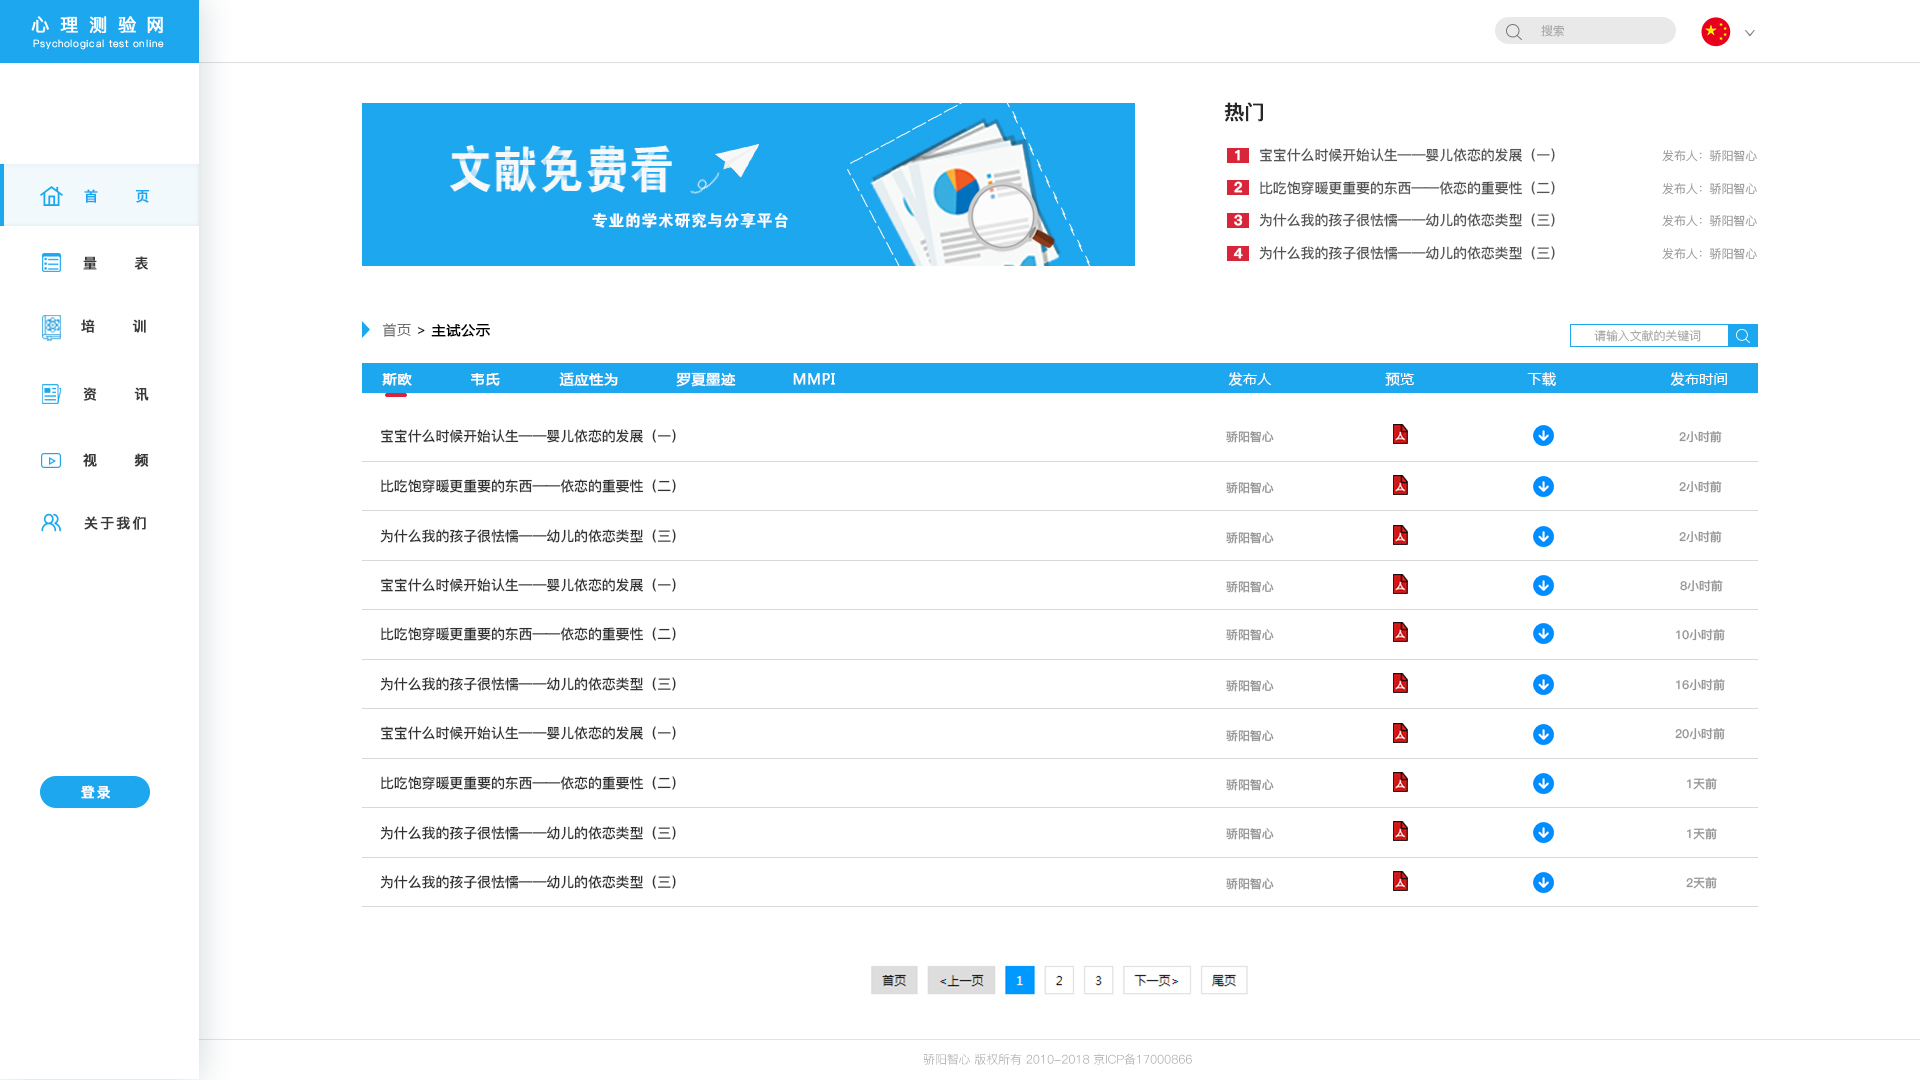 心理测验网
Psychological test online
搜索
首 页
量 表
培 训
资 讯
视 频
关于我们
登录
文献免费看
专业的学术研究与分享平台
热门
1 宝宝什么时候开始认生——婴儿依恋的发展（一） 发布人：骄阳智心
2 比吃饱穿暖更重要的东西——依恋的重要性（二） 发布人：骄阳智心
3 为什么我的孩子很怯懦——幼儿的依恋类型（三） 发布人：骄阳智心
4 为什么我的孩子很怯懦——幼儿的依恋类型（三） 发布人：骄阳智心
首页 > 主试公示
请输入文献的关键词
斯欧 韦氏 适应性为 罗夏墨迹 MMPI 发布人 预览 下载 发布时间
宝宝什么时候开始认生——婴儿依恋的发展（一） 骄阳智心 2小时前
比吃饱穿暖更重要的东西——依恋的重要性（二） 骄阳智心 2小时前
为什么我的孩子很怯懦——幼儿的依恋类型（三） 骄阳智心 2小时前
宝宝什么时候开始认生——婴儿依恋的发展（一） 骄阳智心 8小时前
比吃饱穿暖更重要的东西——依恋的重要性（二） 骄阳智心 10小时前
为什么我的孩子很怯懦——幼儿的依恋类型（三） 骄阳智心 16小时前
宝宝什么时候开始认生——婴儿依恋的发展（一） 骄阳智心 20小时前
比吃饱穿暖更重要的东西——依恋的重要性（二） 骄阳智心 1天前
为什么我的孩子很怯懦——幼儿的依恋类型（三） 骄阳智心 1天前
为什么我的孩子很怯懦——幼儿的依恋类型（三） 骄阳智心 2天前
首页 <上一页 1 2 3 下一页> 尾页
骄阳智心 版权所有 2010-2018 京ICP备17000866